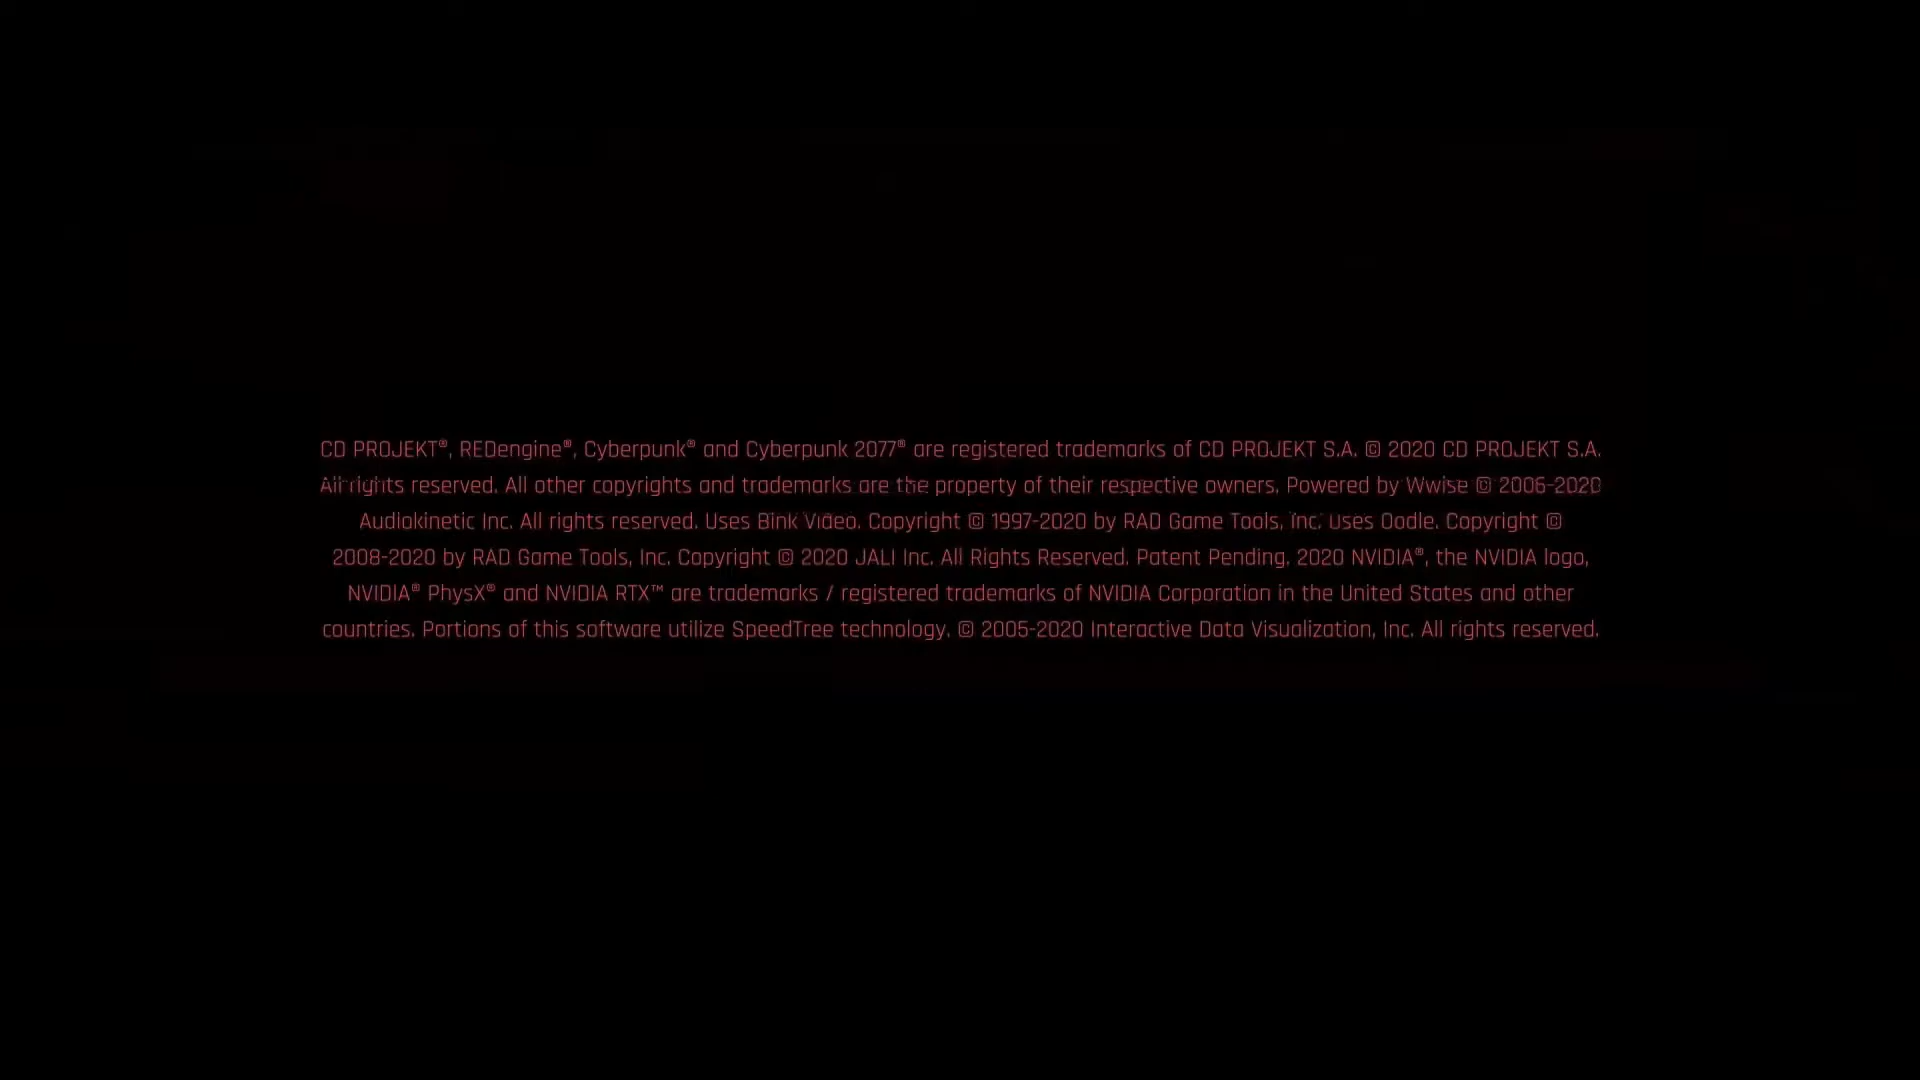 CD PROJEKT®, REDengine®, Cyberpunk® and Cyberpunk 2077® are registered trademarks of CD PROJEKT S.A. © 2020 CD PROJEKT S.A.
All rights reserved. All other copyrights and trademarks are the property of their respective owners. Powered by Wwise © 2006-2020
Audiokinetic Inc. All rights reserved. Uses Bink Video. Copyright © 1997-2020 by RAD Game Tools, Inc. Uses Oodle. Copyright ©
2008-2020 by RAD Game Tools, Inc. Copyright © 2020 JALI Inc. All Rights Reserved. Patent Pending. 2020 NVIDIA®, the NVIDIA logo,
NVIDIA® PhysX® and NVIDIA RTX™ are trademarks / registered trademarks of NVIDIA Corporation in the United States and other
countries. Portions of this software utilize SpeedTree technology. © 2005-2020 Interactive Data Visualization, Inc. All rights reserved.